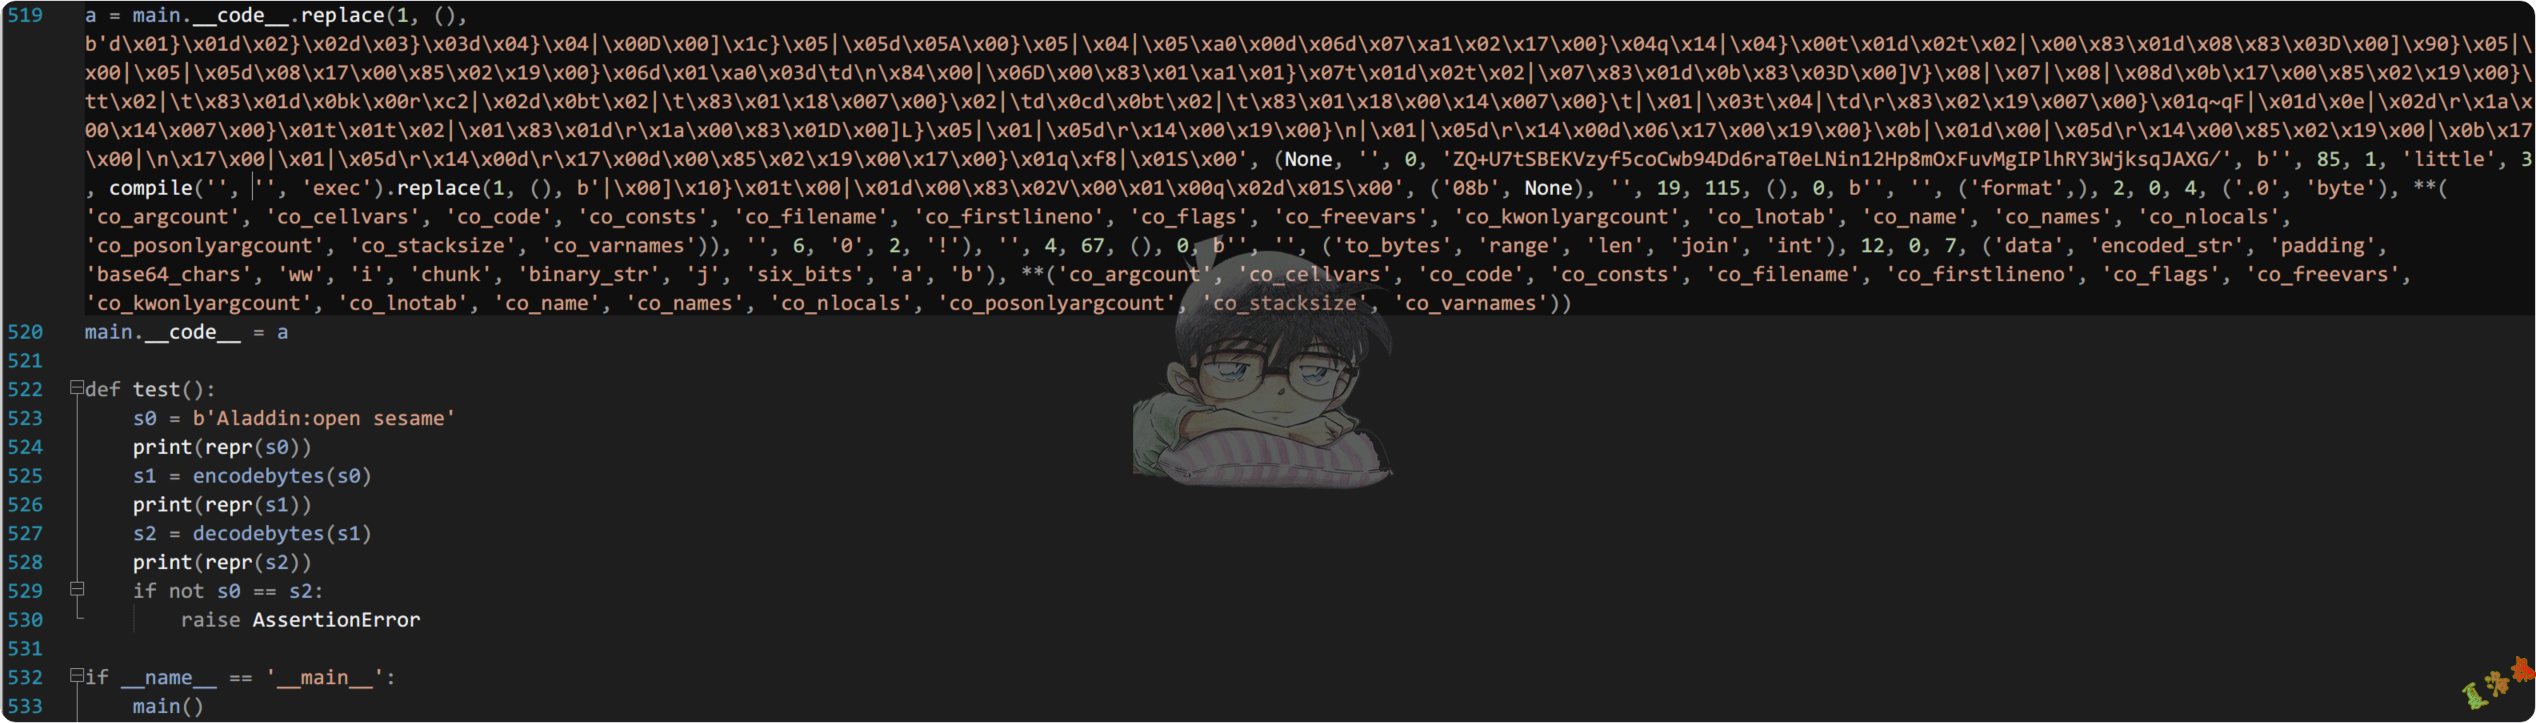 519 a = main.__code__.replace(1, (),
b'd\x01}\x01d\x02}\x02d\x03}\x03d\x04}\x04|\x00D\x00]\x1c}\x05|\x05d\x05A\x00}\x05|\x04|\x05\xa0\x00d\x06d\x07\xa1\x02\x17\x00}\x04q\x14|\x04}\x00t\x01d\x02t\x02|\x00\x83\x01d\x08\x83\x03D\x00]\x90}\x05|\
x00|\x05|\x05d\x08\x17\x00\x85\x02\x19\x00}\x06d\x01\xa0\x03d\td\n\x84\x00|\x06D\x00\x83\x01\xa1\x01}\x07t\x01d\x02t\x02|\x07\x83\x01d\x0b\x83\x03D\x00]V}\x08|\x07|\x08|\x08d\x0b\x17\x00\x85\x02\x19\x00}\
tt\x02|\t\x83\x01d\x0bk\x00r\xc2|\x02d\x0bt\x02|\t\x83\x01\x18\x007\x00}\x02|\td\x0cd\x0bt\x02|\t\x83\x01\x18\x00\x14\x007\x00}\t|\x01|\x03t\x04|\td\r\x83\x02\x19\x007\x00}\x01q~qF|\x01d\x0e|\x02d\r\x1a\x
00\x14\x007\x00}\x01t\x01t\x02|\x01\x83\x01d\r\x1a\x00\x83\x01D\x00]L}\x05|\x01|\x05d\r\x14\x00\x19\x00}\n|\x01|\x05d\r\x14\x00d\x06\x17\x00\x19\x00}\x0b|\x01d\x00|\x05d\r\x14\x00\x85\x02\x19\x00|\x0b\x17
\x00|\n\x17\x00|\x01|\x05d\r\x14\x00d\r\x17\x00d\x00\x85\x02\x19\x00\x17\x00}\x01q\xf8|\x01S\x00', (None, '', 0, 'ZQ+U7tSBEKVzyf5coCwb94Dd6raT0eLNin12Hp8mOxFuvMgIPlhRY3WjksqJAXG/', b'', 85, 1, 'little', 3
, compile('', '', 'exec').replace(1, (), b'|\x00]\x10}\x01t\x00|\x01d\x00\x83\x02V\x00\x01\x00q\x02d\x01S\x00', ('08b', None), '', 19, 115, (), 0, b'', '', ('format',), 2, 0, 4, ('.0', 'byte'), **(
'co_argcount', 'co_cellvars', 'co_code', 'co_consts', 'co_filename', 'co_firstlineno', 'co_flags', 'co_freevars', 'co_kwonlyargcount', 'co_lnotab', 'co_name', 'co_names', 'co_nlocals',
'co_posonlyargcount', 'co_stacksize', 'co_varnames')), '', 6, '0', 2, '!'), '', 4, 67, (), 0, b'', '', ('to_bytes', 'range', 'len', 'join', 'int'), 12, 0, 7, ('data', 'encoded_str', 'padding',
'base64_chars', 'ww', 'i', 'chunk', 'binary_str', 'j', 'six_bits', 'a', 'b'), **('co_argcount', 'co_cellvars', 'co_code', 'co_consts', 'co_filename', 'co_firstlineno', 'co_flags', 'co_freevars',
'co_kwonlyargcount', 'co_lnotab', 'co_name', 'co_names', 'co_nlocals', 'co_posonlyargcount', 'co_stacksize', 'co_varnames'))
520 main.__code__ = a
521
522 def test():
523 s0 = b'Aladdin:open sesame'
524 print(repr(s0))
525 s1 = encodebytes(s0)
526 print(repr(s1))
527 s2 = decodebytes(s1)
528 print(repr(s2))
529 if not s0 == s2:
530 raise AssertionError
531
532 if __name__ == '__main__':
533 main()